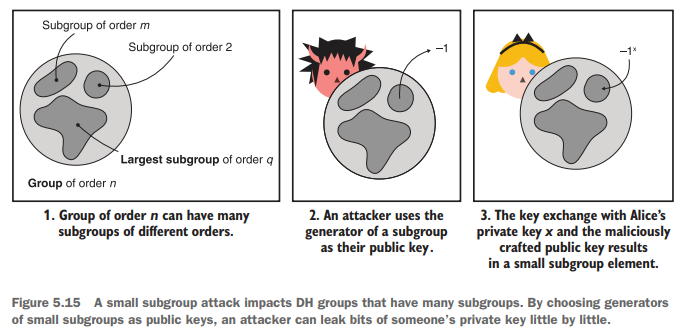 Subgroup of order m
Subgroup of order 2
Largest subgroup of order q
Group of order n
1. Group of order n can have many
subgroups of different orders.
–1
2. An attacker uses the
generator of a subgroup
as their public key.
–1ˣ
3. The key exchange with Alice's
private key x and the maliciously
crafted public key results
in a small subgroup element.
Figure 5.15 A small subgroup attack impacts DH groups that have many subgroups. By choosing generators
of small subgroups as public keys, an attacker can leak bits of someone's private key little by little.